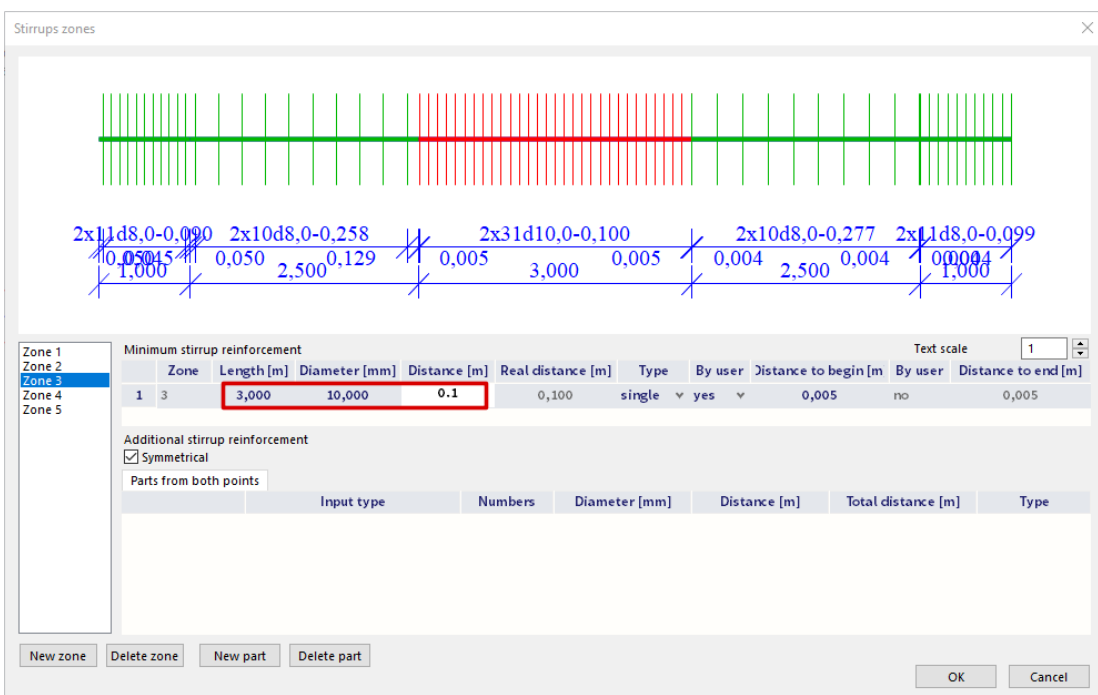 Stirrups zones
2x11d8,0-0,090 2x10d8,0-0,258 2x31d10,0-0,100 2x10d8,0-0,277 2x11d8,0-0,099
0,050 0,129 0,005 0,005 0,004 0,004
1,000 2,500 3,000 2,500 1,000
Zone 1
Zone 2
Zone 3
Zone 4
Zone 5
Minimum stirrup reinforcement Text scale 1
Zone Length [m] Diameter [mm] Distance [m] Real distance [m] Type By user Distance to begin [m By user Distance to end [m]
1 3 3,000 10,000 0.1 0,100 single yes 0,005 no 0,005
Additional stirrup reinforcement
Symmetrical
Parts from both points
Input type Numbers Diameter [mm] Distance [m] Total distance [m] Type
New zone Delete zone New part Delete part
OK Cancel